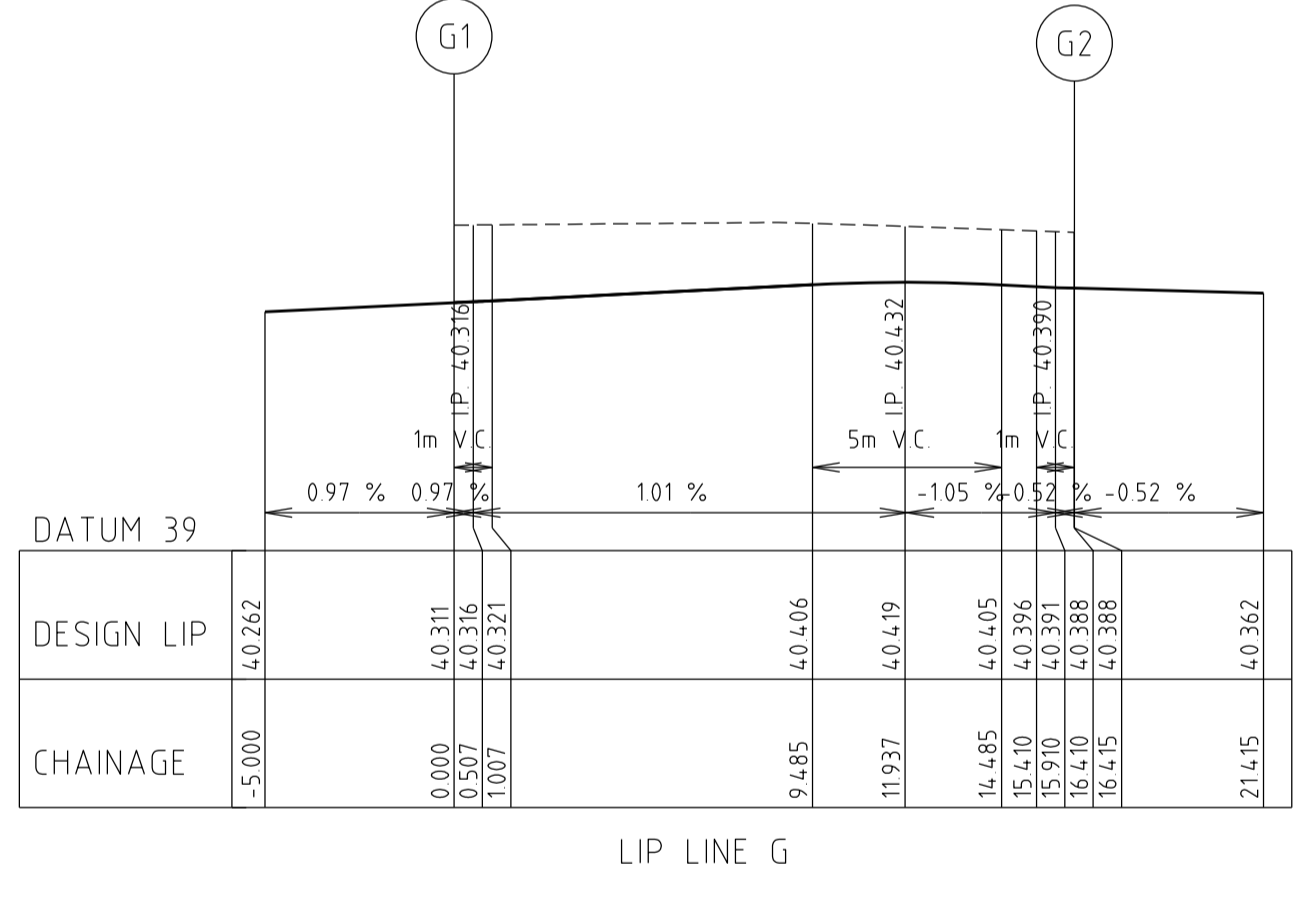 G1
G2
I.P. 40.316
I.P. 40.432
I.P. 40.390
1m V.C.
5m V.C.
1m V.C.
0.97 %
0.97 %
1.01 %
-1.05 %
-0.52 %
-0.52 %
DATUM 39
DESIGN LIP
40.262
40.311
40.316
40.321
40.406
40.419
40.405
40.396
40.391
40.388
40.388
40.362
CHAINAGE
-5.000
0.000
0.507
1.007
9.485
11.937
14.485
15.410
15.910
16.410
16.415
21.415
LIP LINE G